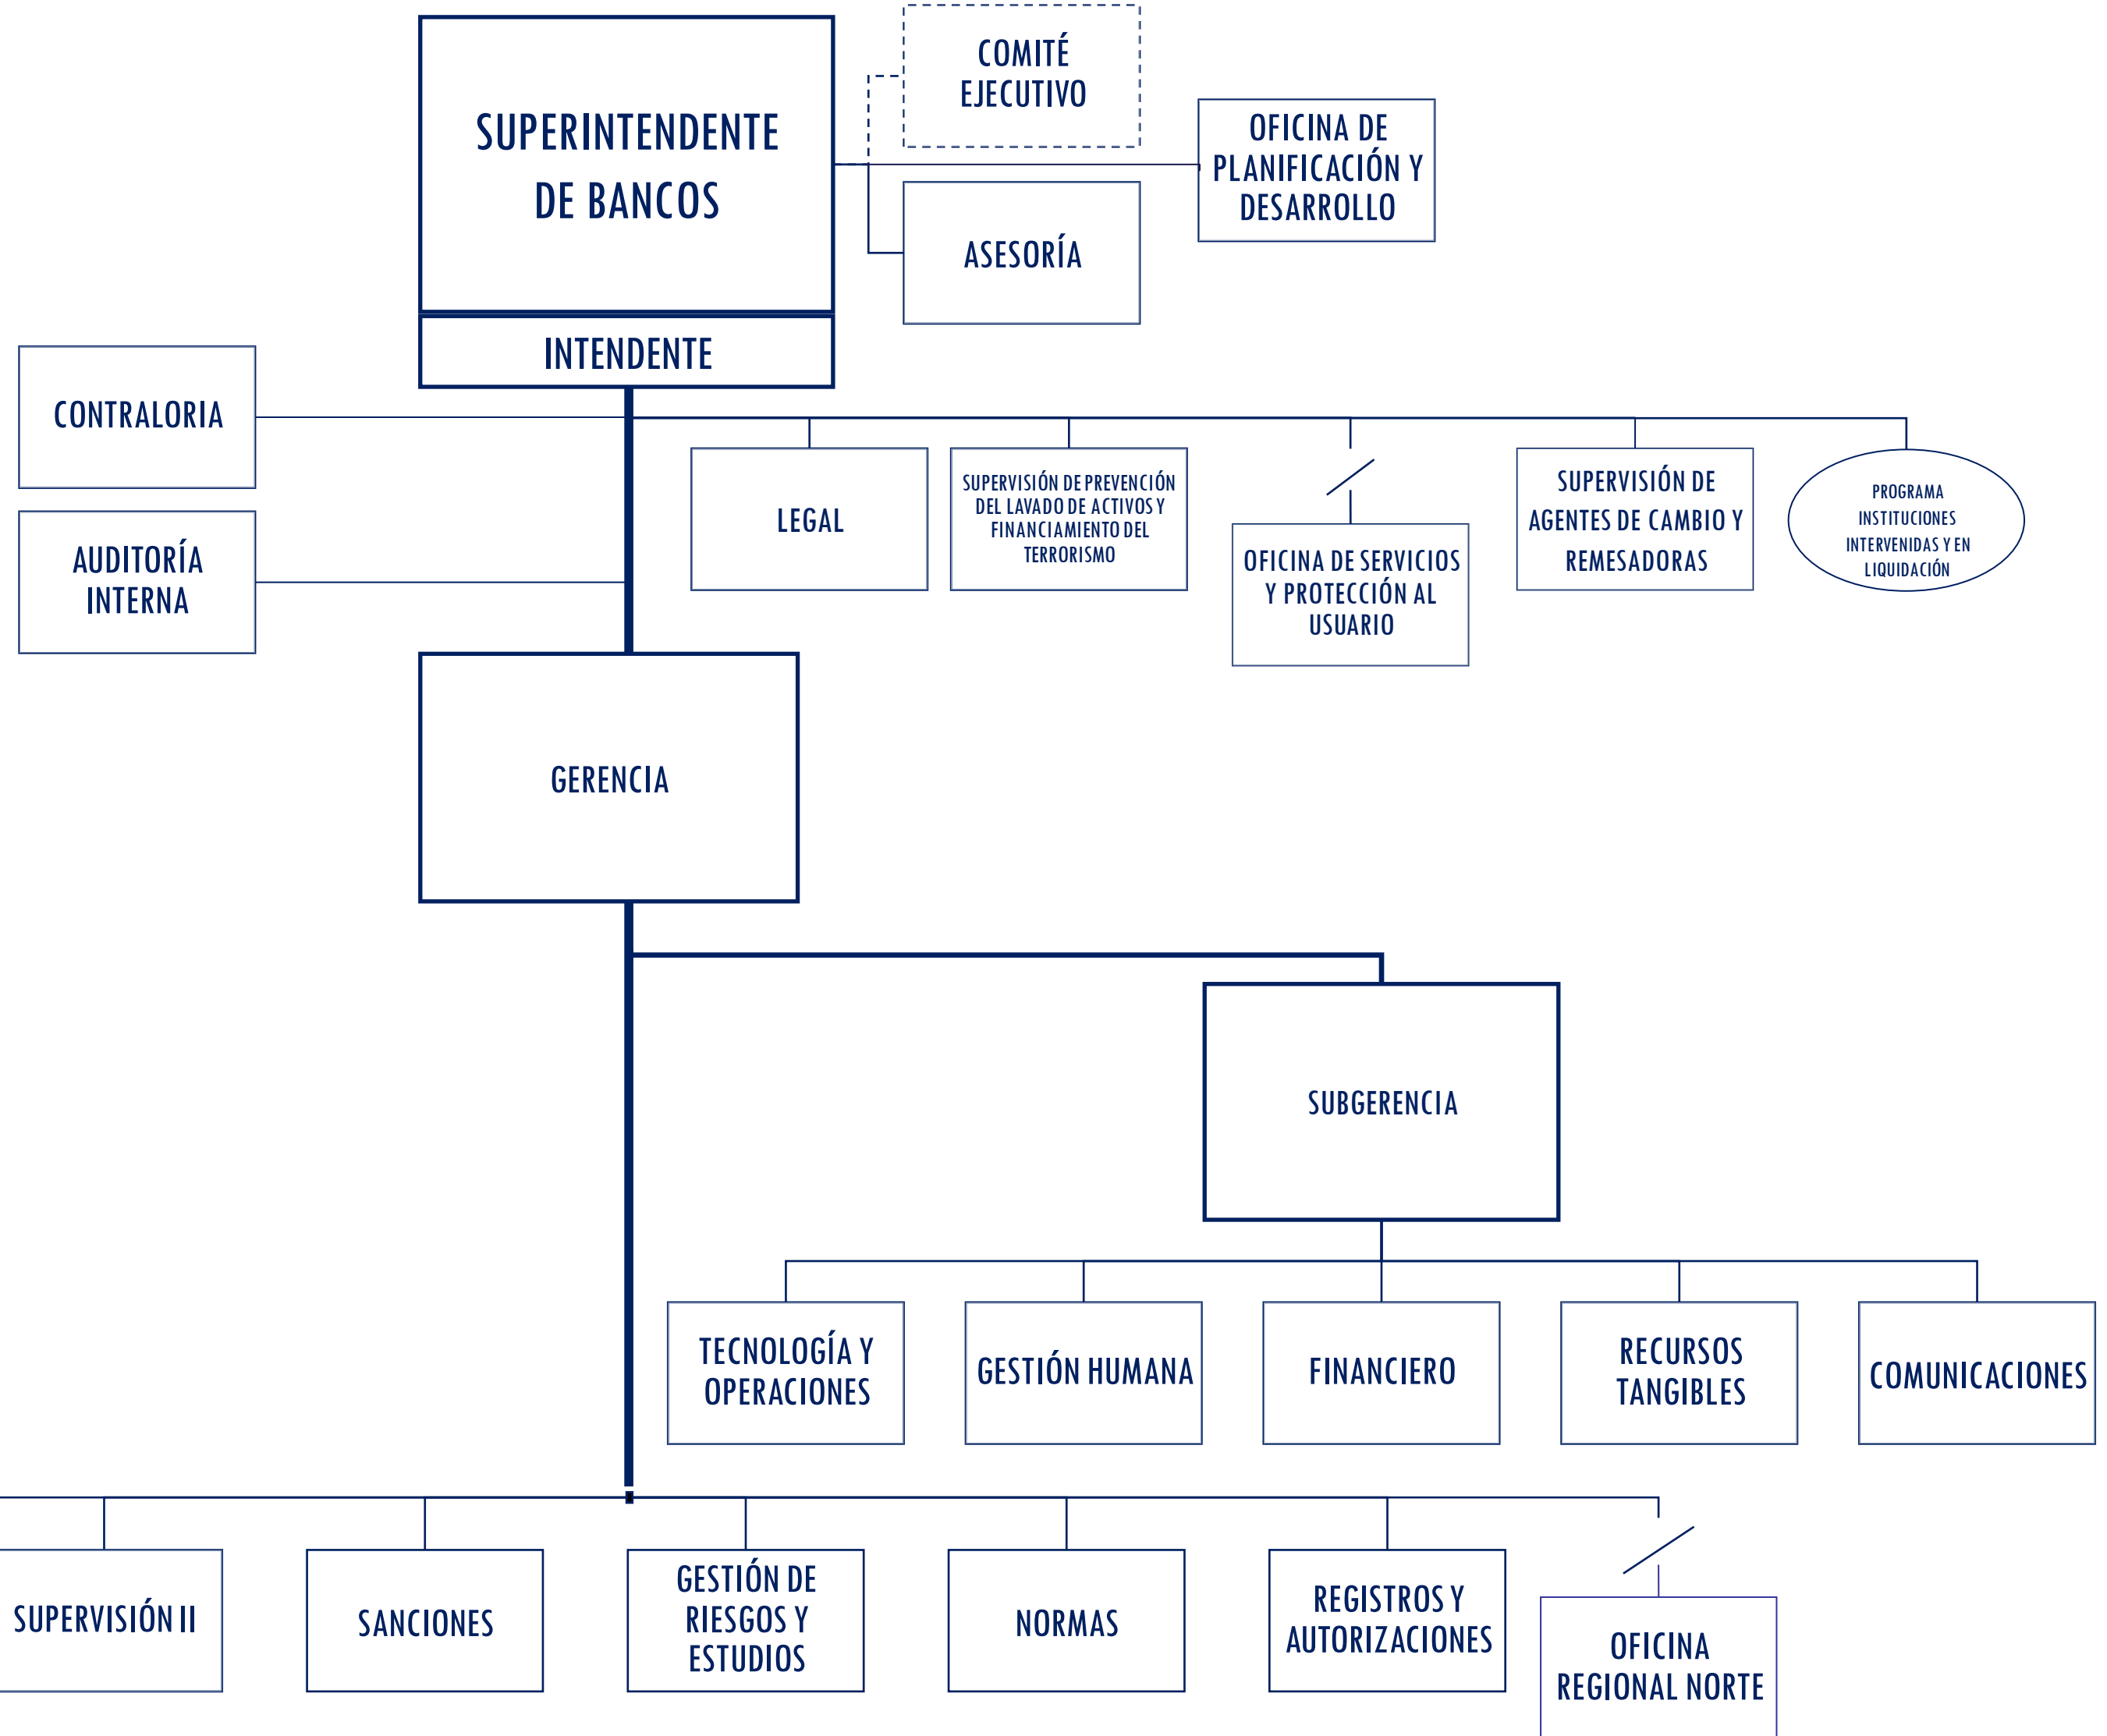 COMITÉ
EJECUTIVO
SUPERINTENDENTE
DE BANCOS
OFICINA DE
PLANIFICACIÓN Y
DESARROLLO
ASESORÍA
INTENDENTE
CONTRALORIA
AUDITORÍA
INTERNA
LEGAL
SUPERVISIÓN DE PREVENCIÓN
DEL LAVADO DE ACTIVOS Y
FINANCIAMIENTO DEL
TERRORISMO
OFICINA DE SERVICIOS
Y PROTECCIÓN AL
USUARIO
SUPERVISIÓN DE
AGENTES DE CAMBIO Y
REMESADORAS
PROGRAMA
INSTITUCIONES
INTERVENIDAS Y EN
LIQUIDACIÓN
GERENCIA
SUBGERENCIA
TECNOLOGÍA Y
OPERACIONES
GESTIÓN HUMANA
FINANCIERO
RECURSOS
TANGIBLES
COMUNICACIONES
SUPERVISIÓN II
SANCIONES
GESTIÓN DE
RIESGOS Y
ESTUDIOS
NORMAS
REGISTROS Y
AUTORIZACIONES
OFICINA
REGIONAL NORTE